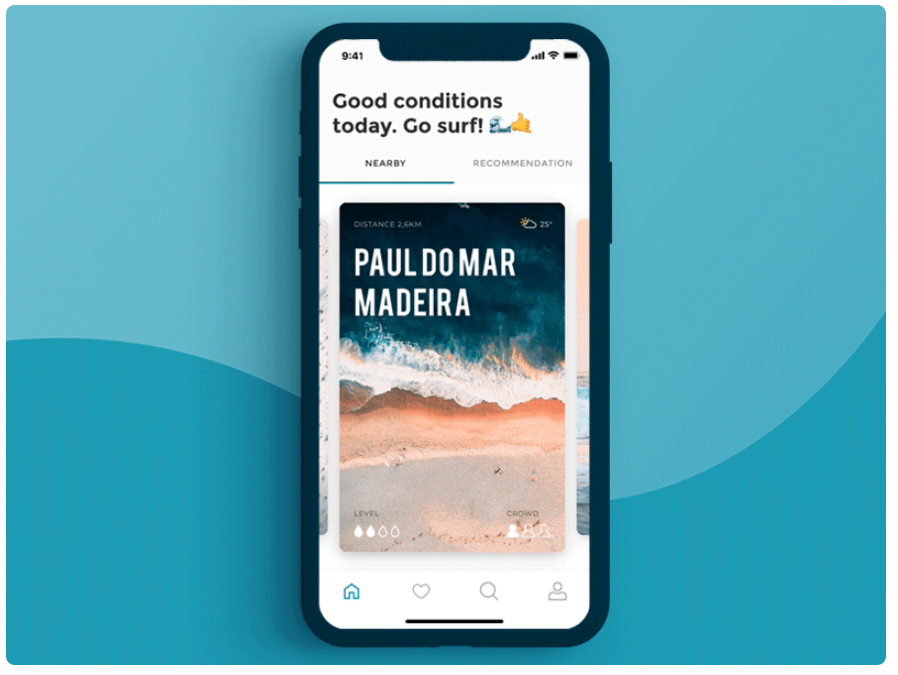 9:41
Good conditions
today. Go surf! 🌊🤙
NEARBY RECOMMENDATION
DISTANCE 2,6KM 25°
PAUL DO MAR
MADEIRA
LEVEL CROWD